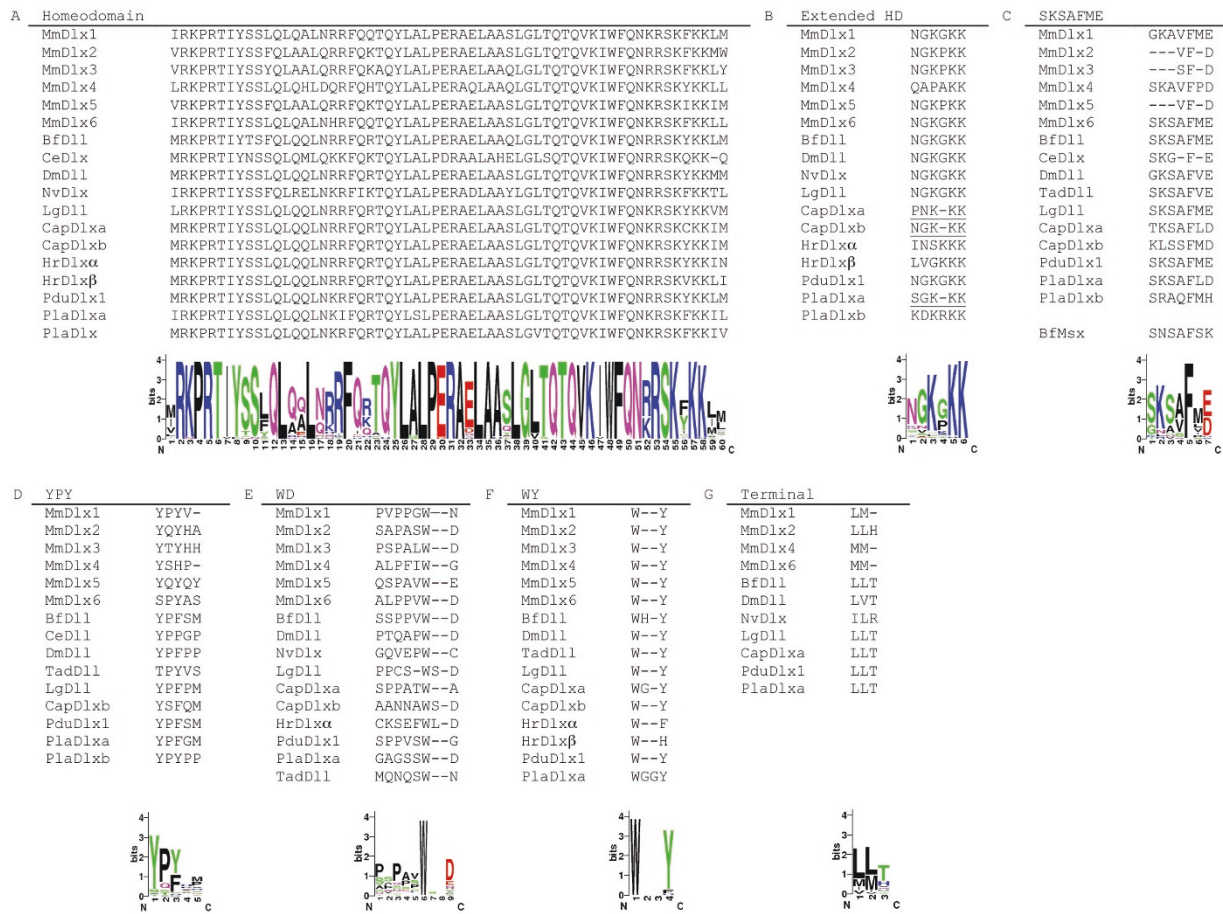 A Homeodomain
MmDlx1 IRKPRTIYSSLQLQALNRRFQQTQYLALPERAELAASLGLTQTQVKIWFQNKRSKFKKLM
MmDlx2 VRKPRTIYSSFQLAALQRRFQKTQYLALPERAELAASLGLTQTQVKIWFQNRRSKFKKMW
MmDlx3 VRKPRTIYSSYQLAALQRRFQKAQYLALPERAELAAQLGLTQTQVKIWFQNRRSKFKKLY
MmDlx4 LRKPRTIYSSLQLQHLDQRFQHTQYLALPERAQLAAQLGLTQTQVKIWFQNKRSKYKKLL
MmDlx5 VRKPRTIYSSFQLAALQRRFQKTQYLALPERAELAASLGLTQTQVKIWFQNKRSKIKKIM
MmDlx6 IRKPRTIYSSLQLQALNHRFQQTQYLALPERAELAASLGLTQTQVKIWFQNKRSKFKKLL
BfDll MRKPRTIYTSFQLQQLNRRFQKTQYLALPERAELAAQLGLTQTQVKIWFQNRRSKFKKLM
CeDlx MRKPRTIYNSSQLQMLQKKFQKTQYLALPDRAALAHELGLSQTQVKIWFQNRRSKQKK-Q
DmDll MRKPRTIYSSLQLQQLNRRFQRTQYLALPERAELAASLGLTQTQVKIWFQNRRSKYKKMM
NvDlx IRKPRTIYSSFQLRELNRRFIKTQYLALPERADLAAYLGLTQTQVKIWFQNRRSKFKKTL
LgDll LRKPRTIYSSLQLQQLNRRFQRTQYLALPERAELAASLGLTQTQVKIWFQNRRSKYKKVM
CapDlxa MRKPRTIYSSLQLQQLNRRFQRTQYLALPERAELAASLGLTQTQVKIWFQNRRSKCKKIM
CapDlxb MRKPRTIYSSLQLQQLNRRFQRTQYLALPERAELAASLGLTQTQVKIWFQNRRSKYKKIM
HrDlxα MRKPRTIYSSLQLQQLNRRFQRTQYLALPERAELAASLGLTQTQVKIWFQNRRSKYKKIN
HrDlxβ MRKPRTIYSSLQLQQLNRRFQRTQYLALPERAELAASLGLTQTQVKIWFQNRRSKVKKLI
PduDlx1 MRKPRTIYSSLQLQQLNRRFQRTQYLALPERAELAASLGLTQTQVKIWFQNRRSKYKKLM
PlaDlxa IRKPRTIYSSLQLQQLNKIFQRTQYLSLPERAELAASLGLTQTQVKIWFQNRRSKFKKIL
PlaDlx MRKPRTIYSSLQLQQLNRRFQRTQYLALPERAELAASLGVTQTQVKIWFQNRRSKFKKIV
B Extended HD
MmDlx1 NGKGKK
MmDlx2 NGKPKK
MmDlx3 NGKPKK
MmDlx4 QAPAKK
MmDlx5 NGKPKK
MmDlx6 NGKGKK
BfDll NGKGKK
DmDll NGKGKK
NvDlx NGKGKK
LgDll NGKGKK
CapDlxa PNK-KK
CapDlxb NGK-KK
HrDlxα INSKKK
HrDlxβ LVGKKK
PduDlx1 NGKGKK
PlaDlxa SGK-KK
PlaDlxb KDKRKK
C SKSAFME
MmDlx1 GKAVFME
MmDlx2 ---VF-D
MmDlx3 ---SF-D
MmDlx4 SKAVFPD
MmDlx5 ---VF-D
MmDlx6 SKSAFME
BfDll SKSAFME
CeDlx SKG-F-E
DmDll GKSAFVE
TadDll SKSAFVE
LgDll SKSAFME
CapDlxa TKSAFLD
CapDlxb KLSSFMD
PduDlx1 SKSAFME
PlaDlxa SKSAFLD
PlaDlxb SRAQFMH
BfMsx SNSAFSK
D YPY
MmDlx1 YPYV-
MmDlx2 YQYHA
MmDlx3 YTYHH
MmDlx4 YSHP-
MmDlx5 YQYQY
MmDlx6 SPYAS
BfDll YPFSM
CeDll YPPGP
DmDll YPFPP
TadDll TPYVS
LgDll YPFPM
CapDlxb YSFQM
PduDlx1 YPFSM
PlaDlxa YPFGM
PlaDlxb YPYPP
E WD
MmDlx1 PVPPGW--N
MmDlx2 SAPASW--D
MmDlx3 PSPALW--D
MmDlx4 ALPFIW--G
MmDlx5 QSPAVW--E
MmDlx6 ALPPVW--D
BfDll SSPPVW--D
DmDll PTQAPW--D
NvDlx GQVEPW--C
LgDll PPCS-WS-D
CapDlxa SPPATW--A
CapDlxb AANNAWS-D
HrDlxα CKSEFWL-D
PduDlx1 SPPVSW--G
PlaDlxa GAGSSW--D
TadDll MQNQSW--N
F WY
MmDlx1 W--Y
MmDlx2 W--Y
MmDlx3 W--Y
MmDlx4 W--Y
MmDlx5 W--Y
MmDlx6 W--Y
BfDll WH-Y
DmDll W--Y
TadDll W--Y
LgDll W--Y
CapDlxa WG-Y
CapDlxb W--Y
HrDlxα W--F
HrDlxβ W--H
PduDlx1 W--Y
PlaDlxa WGGY
G Terminal
MmDlx1 LM-
MmDlx2 LLH
MmDlx4 MM-
MmDlx6 MM-
BfDll LLT
DmDll LVT
NvDlx ILR
LgDll LLT
CapDlxa LLT
PduDlx1 LLT
PlaDlxa LLT